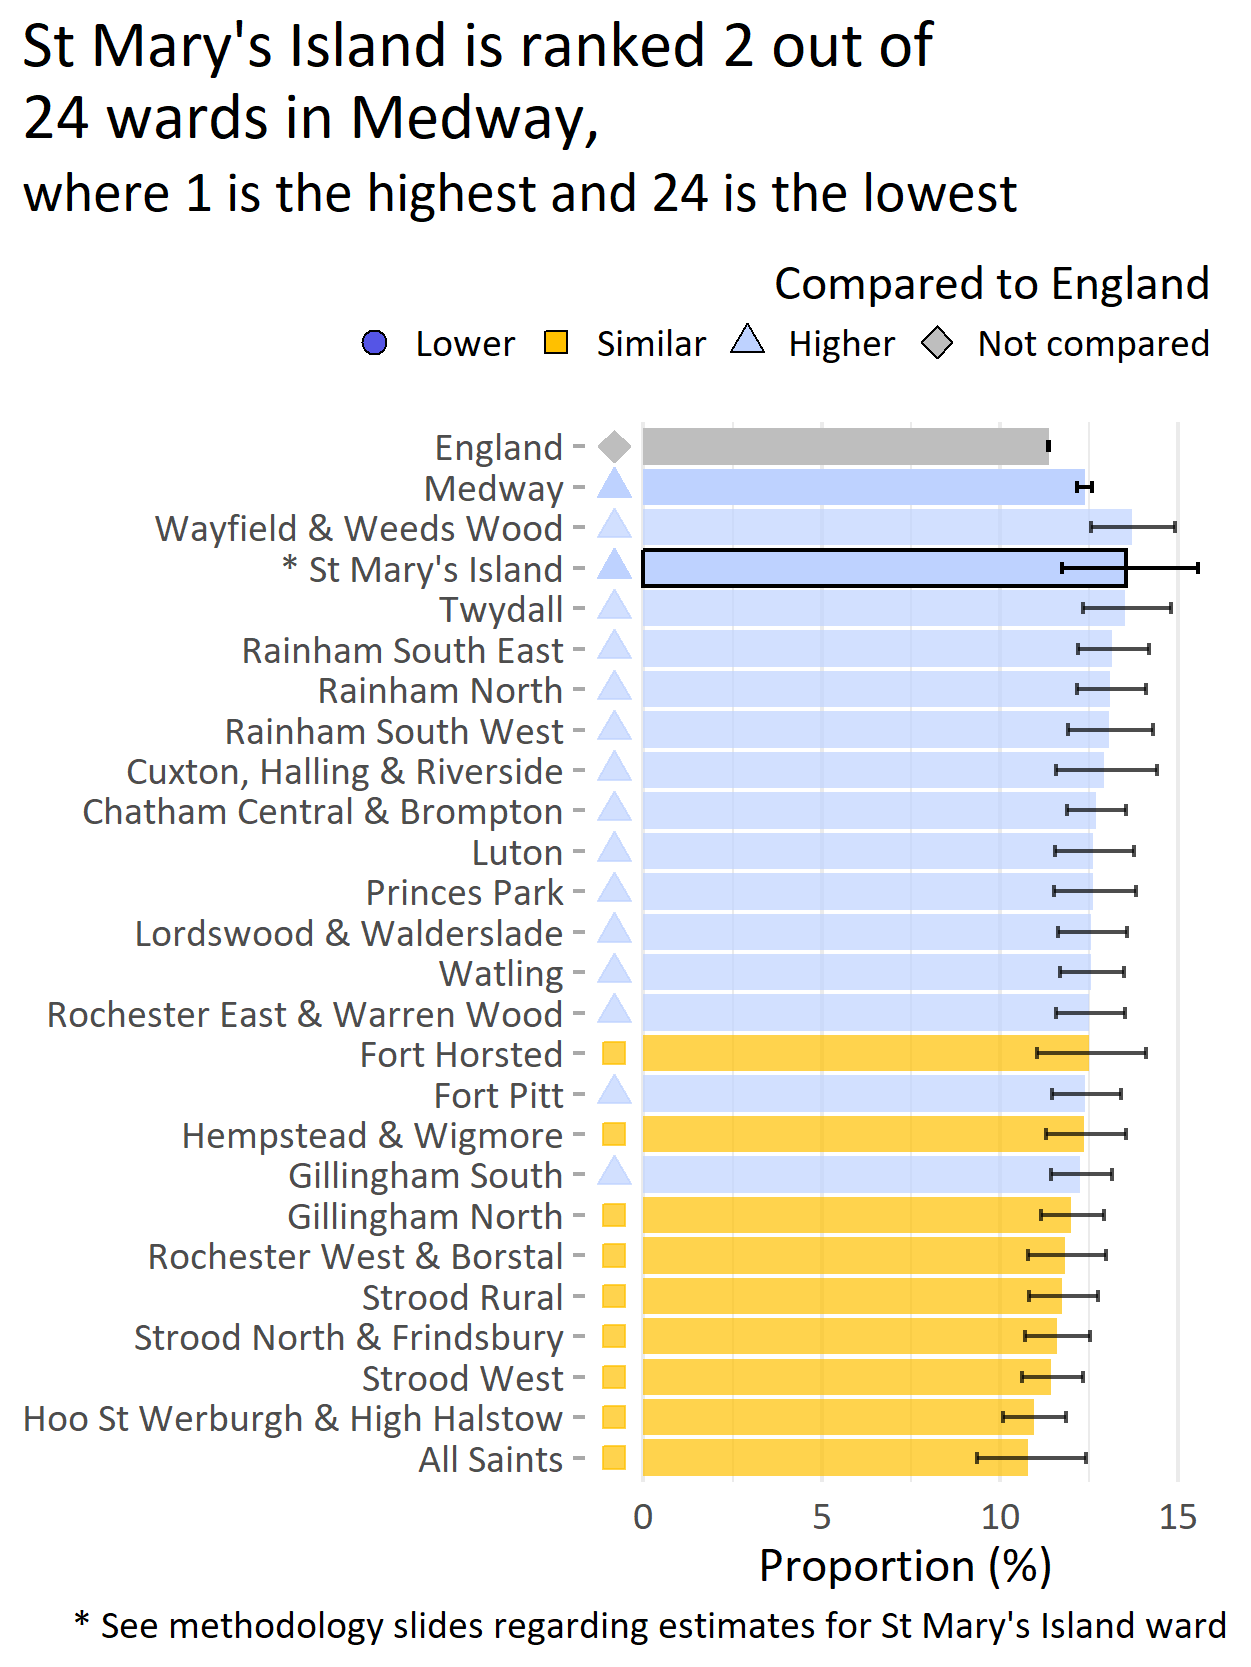 St Mary's Island is ranked 2 out of
24 wards in Medway,
where 1 is the highest and 24 is the lowest
Compared to England
Lower Similar Higher Not compared
England
Medway
Wayfield & Weeds Wood
* St Mary's Island
Twydall
Rainham South East
Rainham North
Rainham South West
Cuxton, Halling & Riverside
Chatham Central & Brompton
Luton
Princes Park
Lordswood & Walderslade
Watling
Rochester East & Warren Wood
Fort Horsted
Fort Pitt
Hempstead & Wigmore
Gillingham South
Gillingham North
Rochester West & Borstal
Strood Rural
Strood North & Frindsbury
Strood West
Hoo St Werburgh & High Halstow
All Saints
0 5 10 15
Proportion (%)
* See methodology slides regarding estimates for St Mary's Island ward